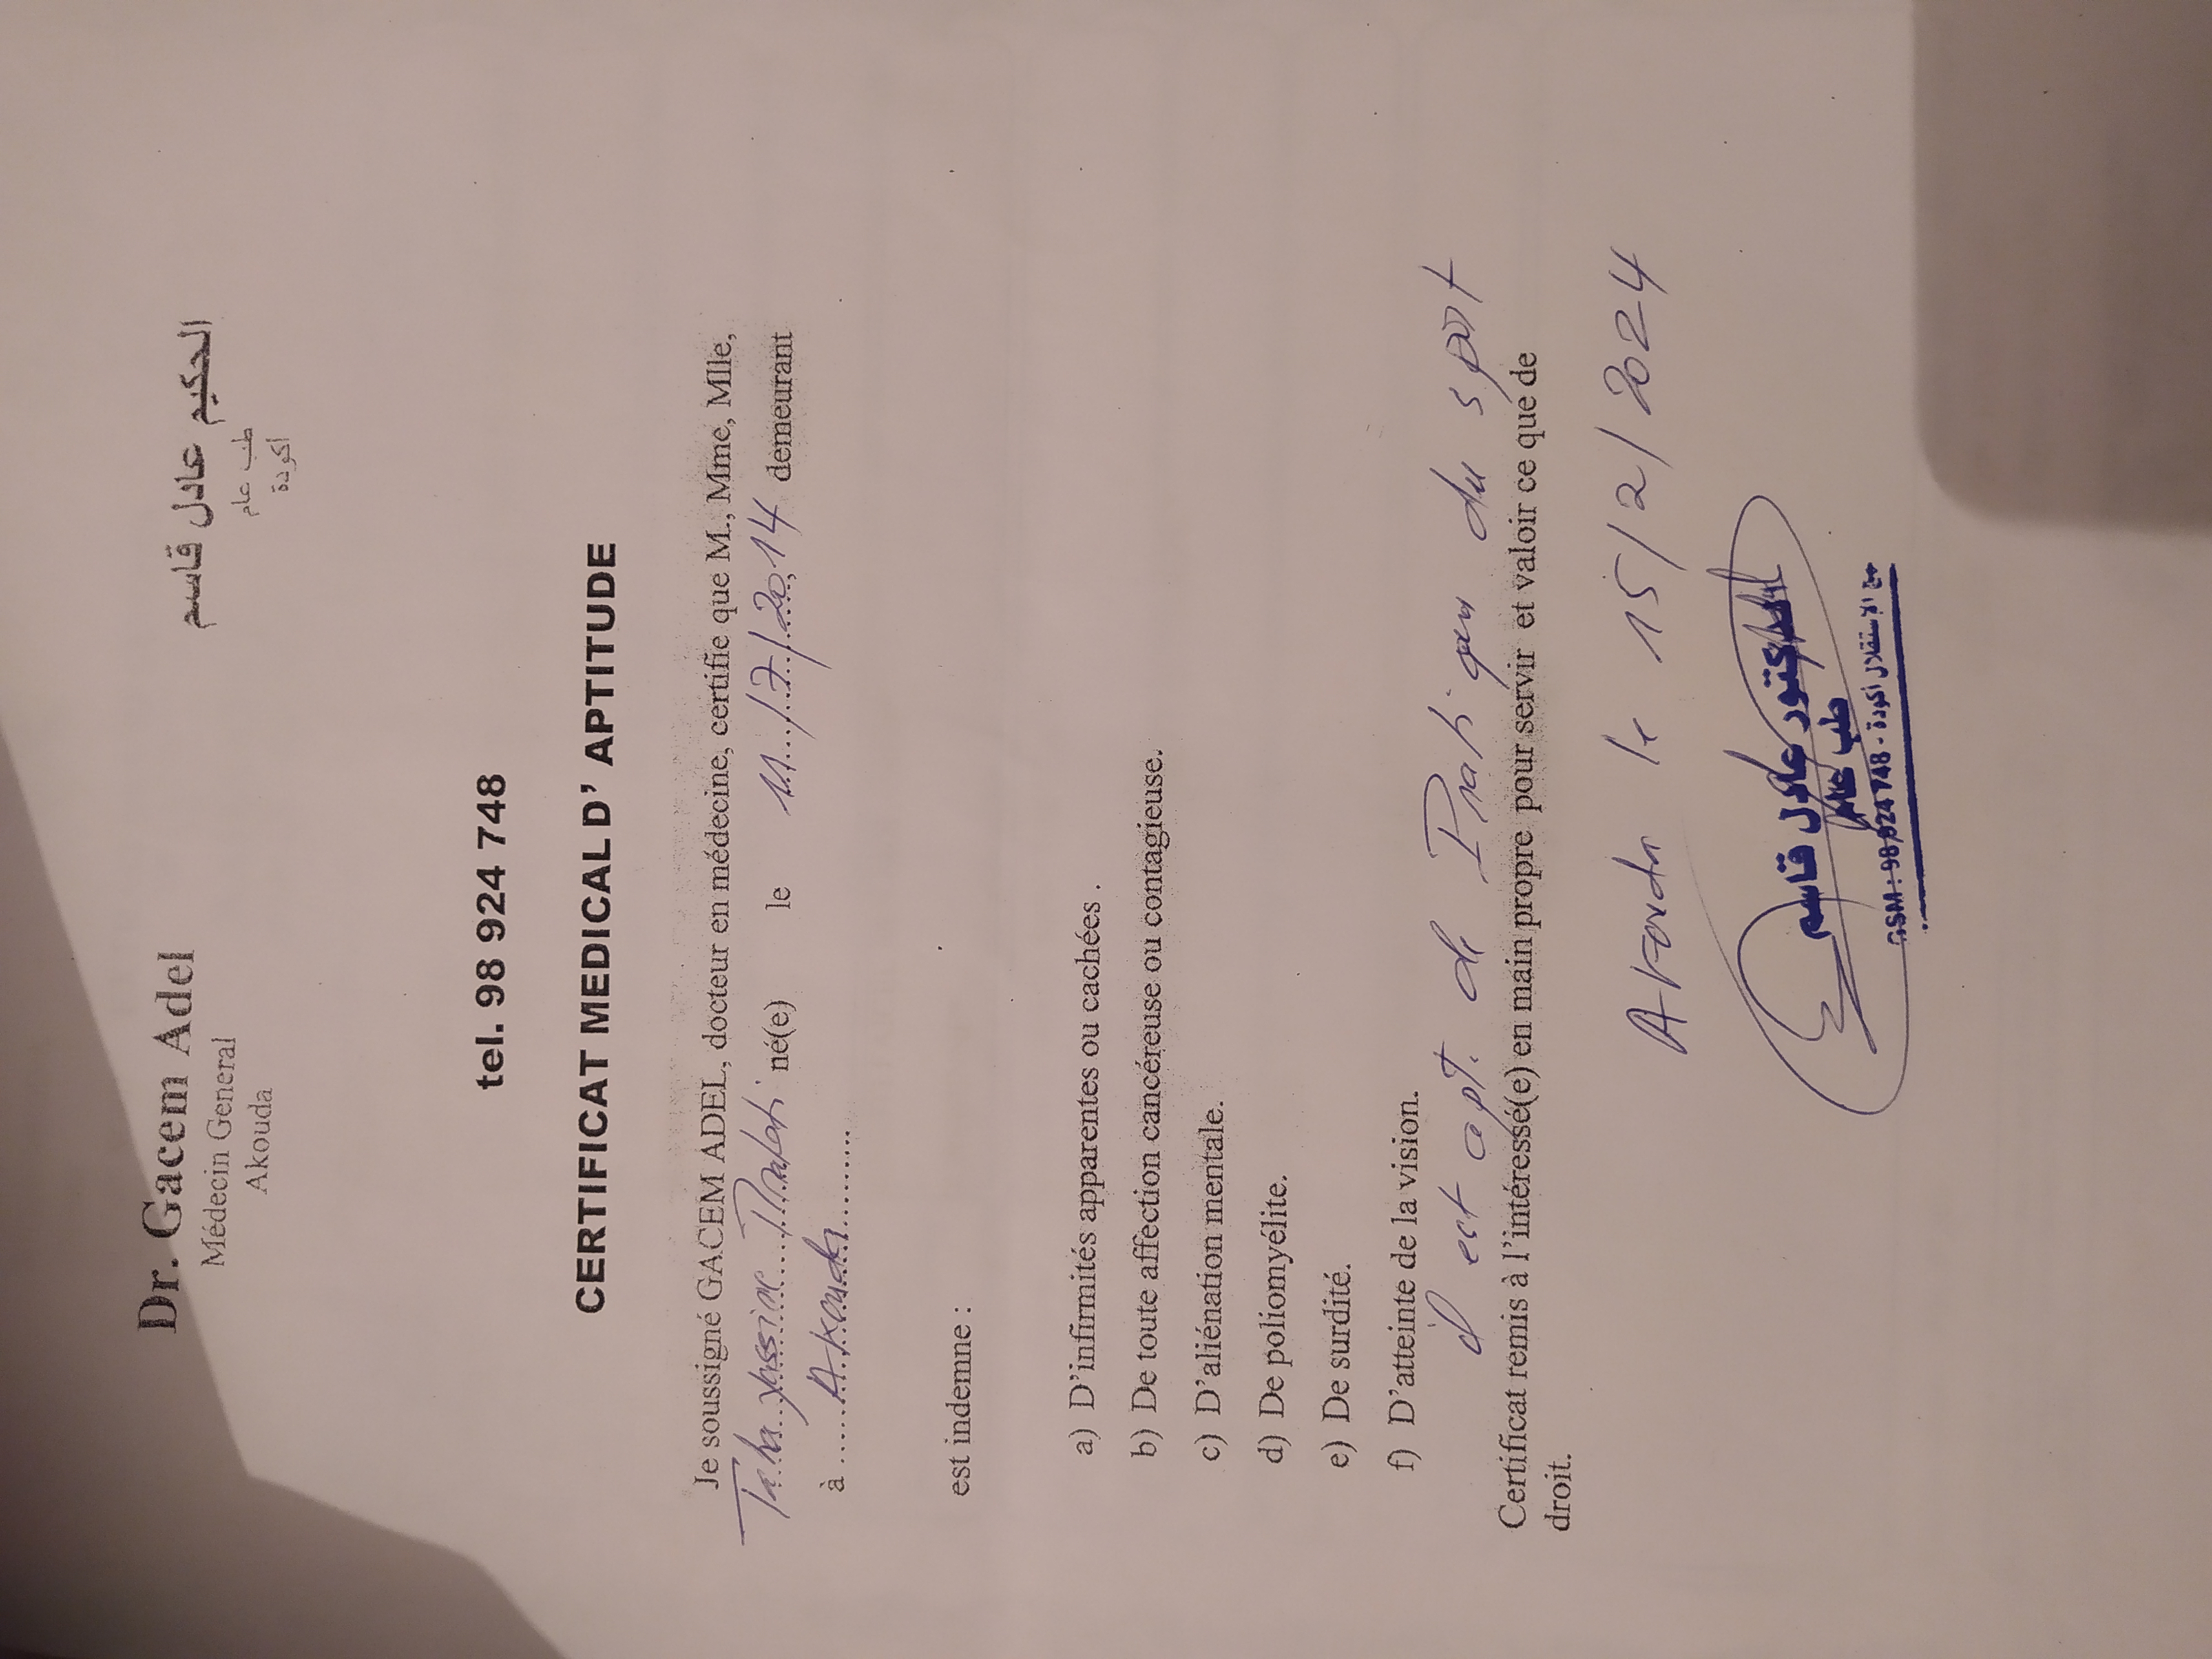 Dr. Gacem Adel
Médecin General
Akouda
الحكيم عادل قاسم
طب عام
أكودة
tel. 98 924 748
CERTIFICAT MEDICAL D' APTITUDE
Je soussigné GACEM ADEL, docteur en médecine, certifie que M., Mme, Mlle,
Taha yassine né(e) le 11/7/2014 demeurant
à ......Akouda...........
est indemne :
a) D'infirmités apparentes ou cachées .
b) De toute affection cancéreuse ou contagieuse.
c) D'aliénation mentale.
d) De poliomyélite.
e) De surdité.
f) D'atteinte de la vision.
il est apt. de Pratiquer du sport
Certificat remis à l'intéressé(e) en main propre pour servir et valoir ce que de
droit.
Akouda le 15/2/2024
الدكتور عادل قاسم
طب عام
نهج الإستقلال أكودة - GSM : 98 924 748